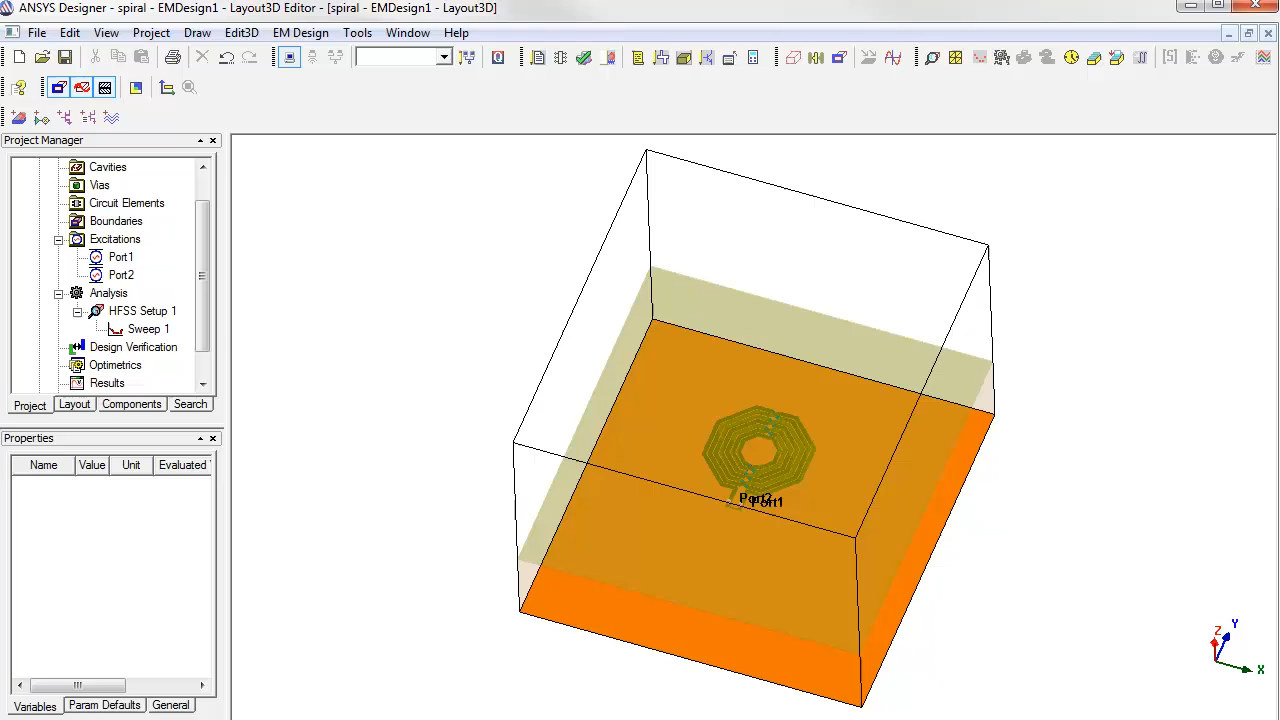 ANSYS Designer - spiral - EMDesign1 - Layout3D Editor - [spiral - EMDesign1 - Layout3D]
File Edit View Project Draw Edit3D EM Design Tools Window Help
Project Manager
Cavities
Vias
Circuit Elements
Boundaries
Excitations
Port1
Port2
Analysis
HFSS Setup 1
Sweep 1
Design Verification
Optimetrics
Results
Project Layout Components Search
Properties
Name Value Unit Evaluated
Variables Param Defaults General
Port2
Port1
Z
Y
X